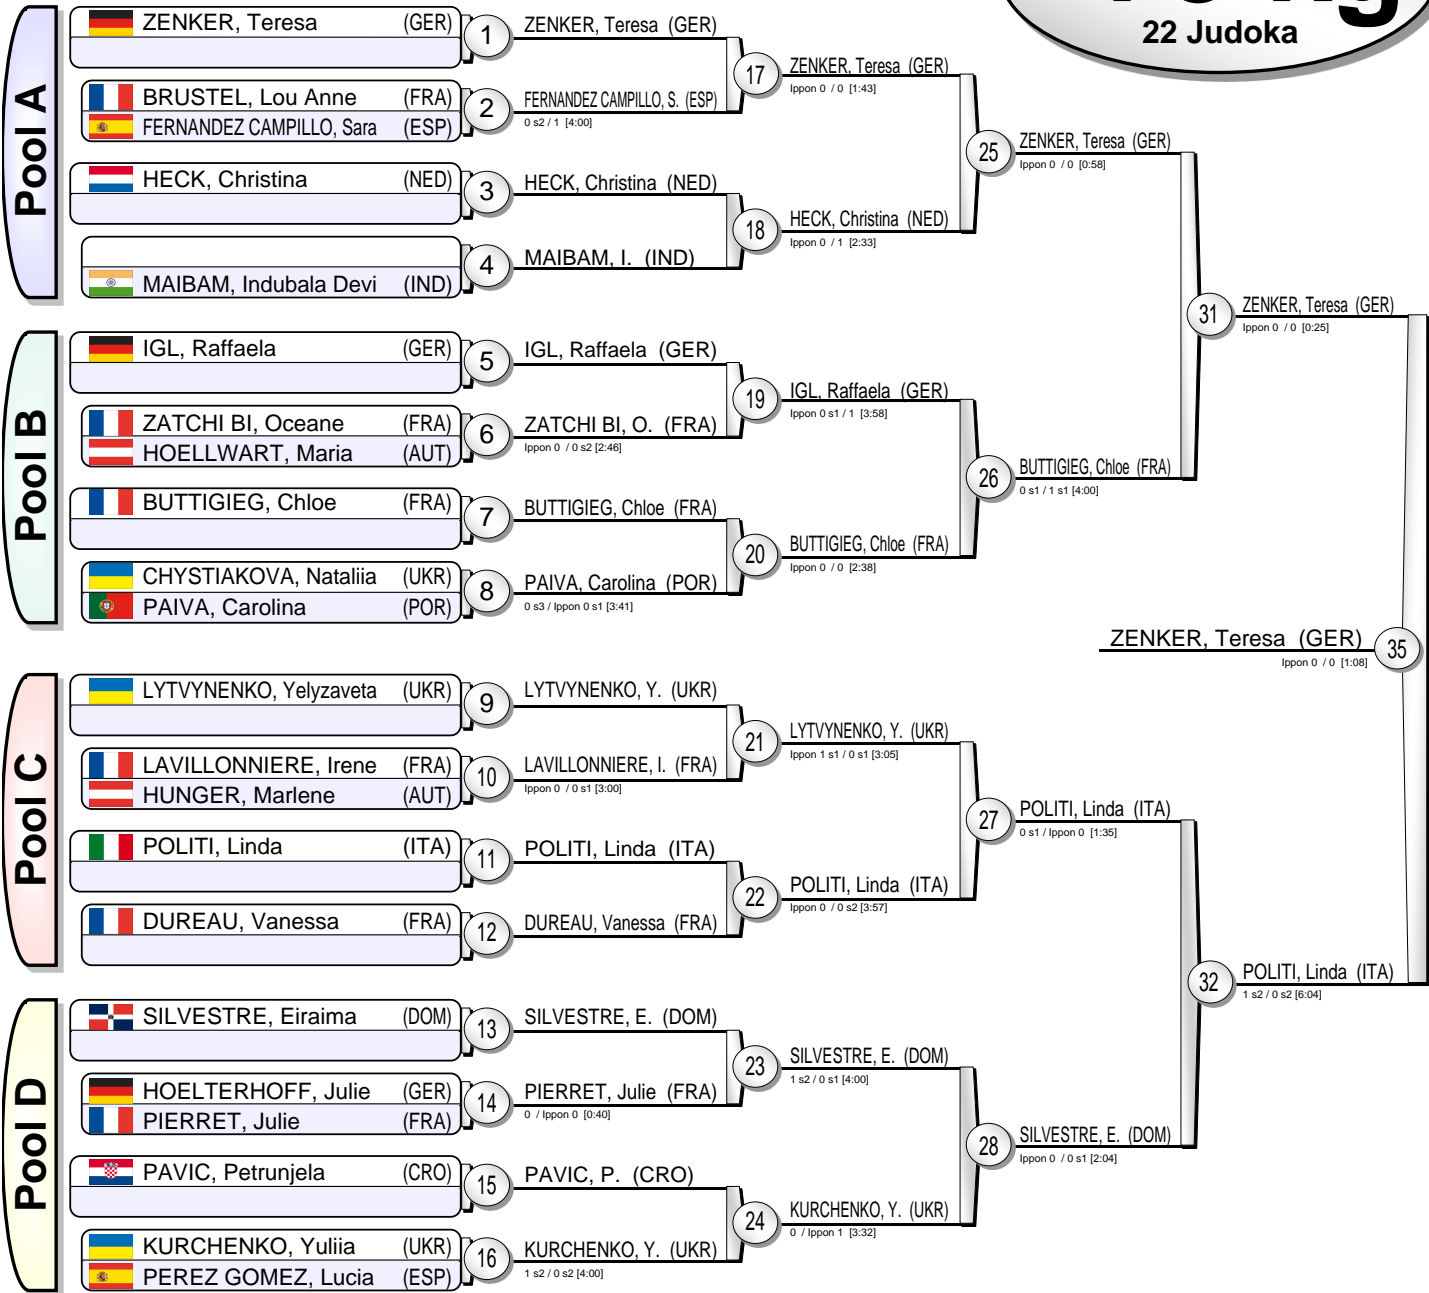 22 Judoka
Pool A
ZENKER, Teresa (GER)
1
BRUSTEL, Lou Anne (FRA)
FERNANDEZ CAMPILLO, Sara (ESP)
2
HECK, Christina (NED)
3
MAIBAM, Indubala Devi (IND)
4
Pool B
IGL, Raffaela (GER)
5
ZATCHI BI, Oceane (FRA)
HOELLWART, Maria (AUT)
6
BUTTIGIEG, Chloe (FRA)
7
CHYSTIAKOVA, Nataliia (UKR)
PAIVA, Carolina (POR)
8
Pool C
LYTVYNENKO, Yelyzaveta (UKR)
9
LAVILLONNIERE, Irene (FRA)
HUNGER, Marlene (AUT)
10
POLITI, Linda (ITA)
11
DUREAU, Vanessa (FRA)
12
Pool D
SILVESTRE, Eiraima (DOM)
13
HOELTERHOFF, Julie (GER)
PIERRET, Julie (FRA)
14
PAVIC, Petrunjela (CRO)
15
KURCHENKO, Yuliia (UKR)
PEREZ GOMEZ, Lucia (ESP)
16
ZENKER, Teresa (GER)
17
FERNANDEZ CAMPILLO, S. (ESP)
0 s2 / 1 [4:00]
HECK, Christina (NED)
18
MAIBAM, I. (IND)
IGL, Raffaela (GER)
19
ZATCHI BI, O. (FRA)
Ippon 0 / 0 s2 [2:46]
BUTTIGIEG, Chloe (FRA)
20
PAIVA, Carolina (POR)
0 s3 / Ippon 0 s1 [3:41]
LYTVYNENKO, Y. (UKR)
21
LAVILLONNIERE, I. (FRA)
Ippon 0 / 0 s1 [3:00]
POLITI, Linda (ITA)
22
DUREAU, Vanessa (FRA)
SILVESTRE, E. (DOM)
23
PIERRET, Julie (FRA)
0 / Ippon 0 [0:40]
PAVIC, P. (CRO)
24
KURCHENKO, Y. (UKR)
1 s2 / 0 s2 [4:00]
ZENKER, Teresa (GER)
Ippon 0 / 0 [1:43]
25
HECK, Christina (NED)
Ippon 0 / 1 [2:33]
IGL, Raffaela (GER)
Ippon 0 s1 / 1 [3:58]
26
BUTTIGIEG, Chloe (FRA)
Ippon 0 / 0 [2:38]
LYTVYNENKO, Y. (UKR)
Ippon 1 s1 / 0 s1 [3:05]
27
POLITI, Linda (ITA)
Ippon 0 / 0 s2 [3:57]
SILVESTRE, E. (DOM)
1 s2 / 0 s1 [4:00]
28
KURCHENKO, Y. (UKR)
0 / Ippon 1 [3:32]
ZENKER, Teresa (GER)
Ippon 0 / 0 [0:58]
31
BUTTIGIEG, Chloe (FRA)
0 s1 / 1 s1 [4:00]
POLITI, Linda (ITA)
0 s1 / Ippon 0 [1:35]
32
SILVESTRE, E. (DOM)
Ippon 0 / 0 s1 [2:04]
ZENKER, Teresa (GER)
Ippon 0 / 0 [0:25]
ZENKER, Teresa (GER)
Ippon 0 / 0 [1:08]
35
POLITI, Linda (ITA)
1 s2 / 0 s2 [6:04]